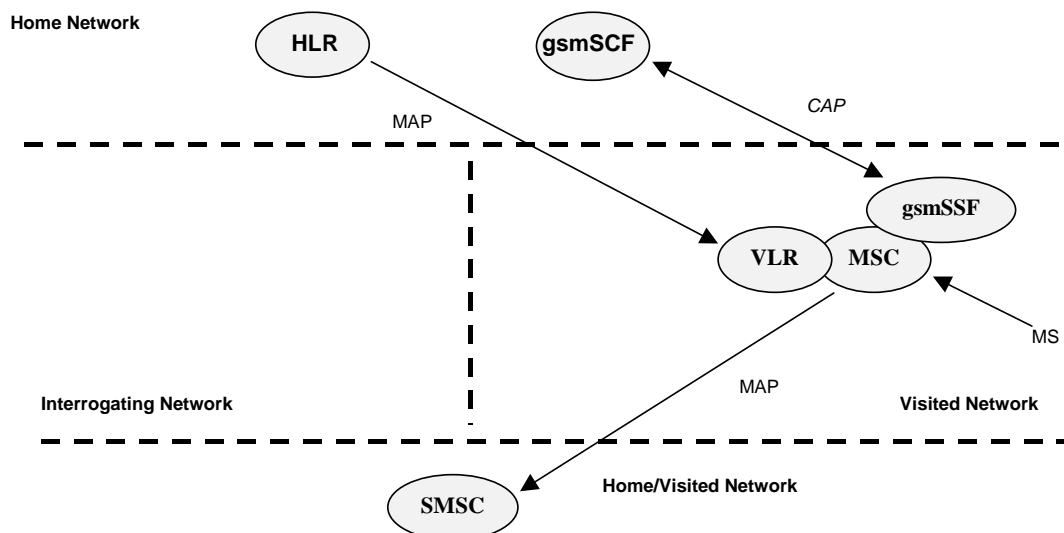 Home Network
HLR
gsmSCF
CAP
MAP
gsmSSF
VLR
MSC
MS
MAP
Interrogating Network
Visited Network
Home/Visited Network
SMSC